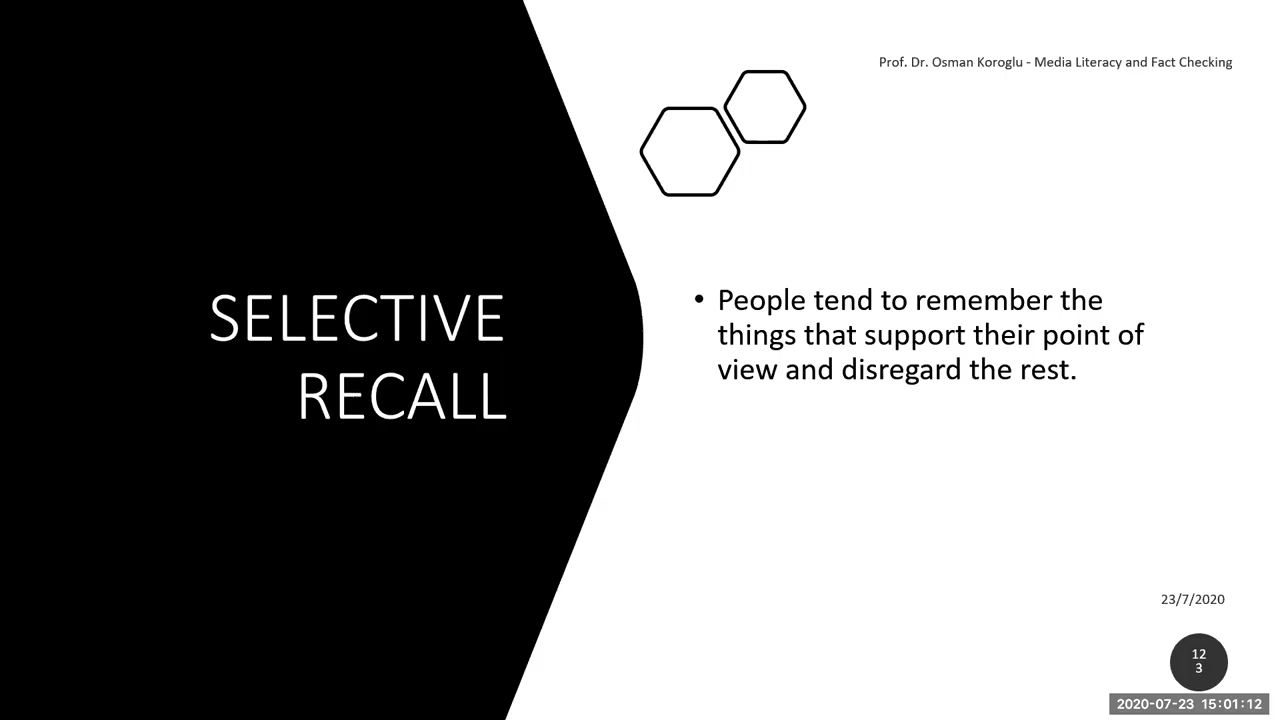 Prof. Dr. Osman Koroglu - Media Literacy and Fact Checking
SELECTIVE
RECALL
• People tend to remember the
things that support their point of
view and disregard the rest.
23/7/2020
12
3
2020-07-23 15:01:12